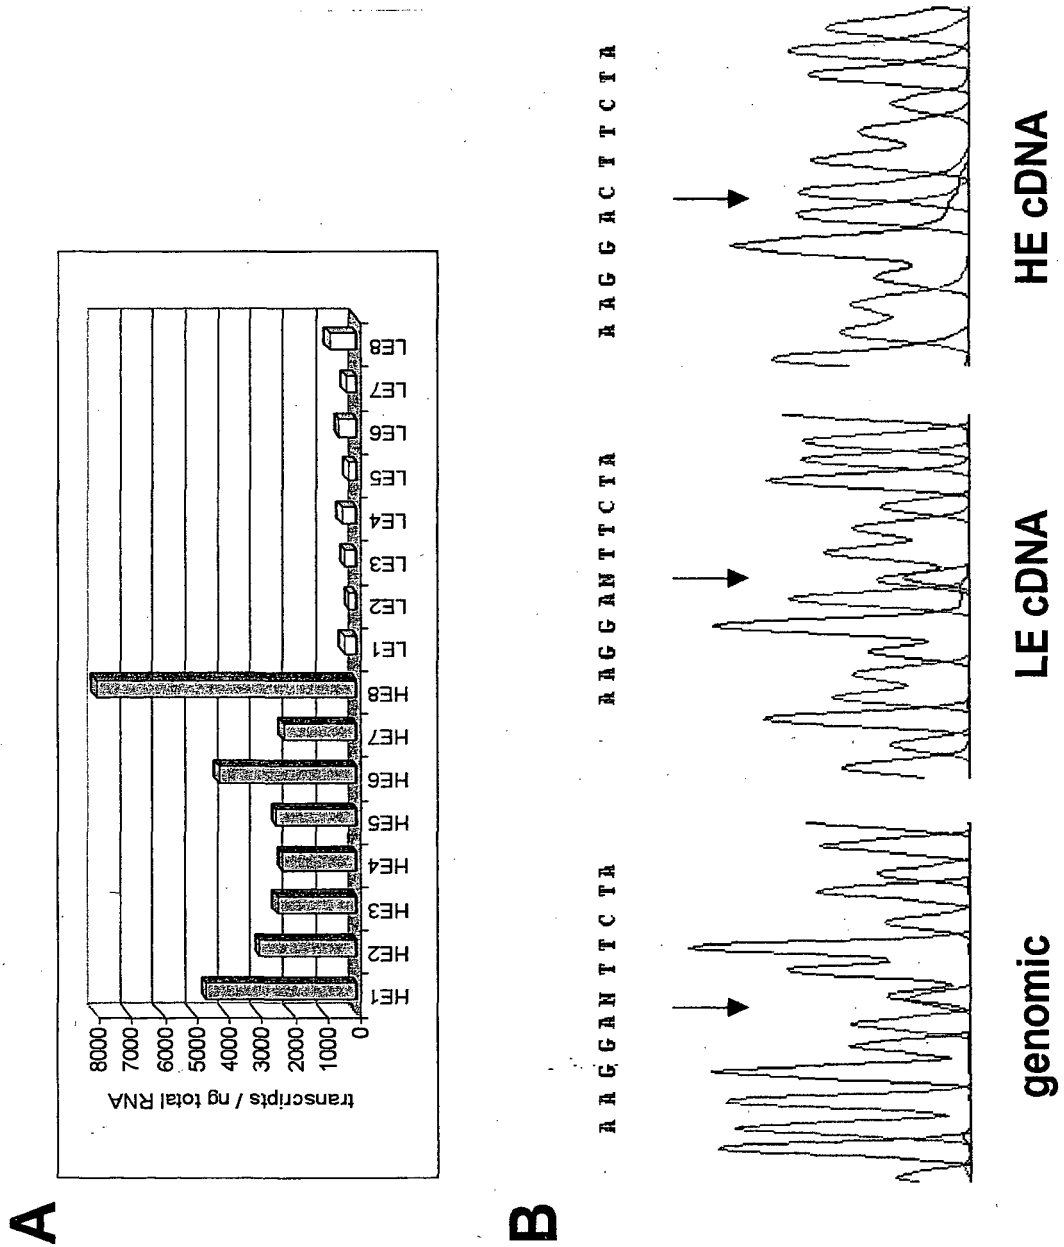 A
transcripts / ng total RNA
8000
7000
6000
5000
4000
3000
2000
1000
0
HE1 HE2 HE3 HE4 HE5 HE6 HE7 HE8 LE1 LE2 LE3 LE4 LE5 LE6 LE7 LE8
B
A A G G A N T T C T A
A A G G A N T T C T A
A A G G A C T T C T A
genomic
LE cDNA
HE cDNA